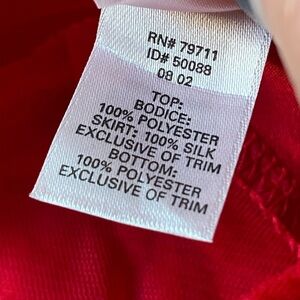 RN# 79711
ID# 50088
08 02
TOP:
BODICE:
100% POLYESTER
SKIRT: 100% SILK
EXCLUSIVE OF TRIM
BOTTOM:
100% POLYESTER
EXCLUSIVE OF TRIM